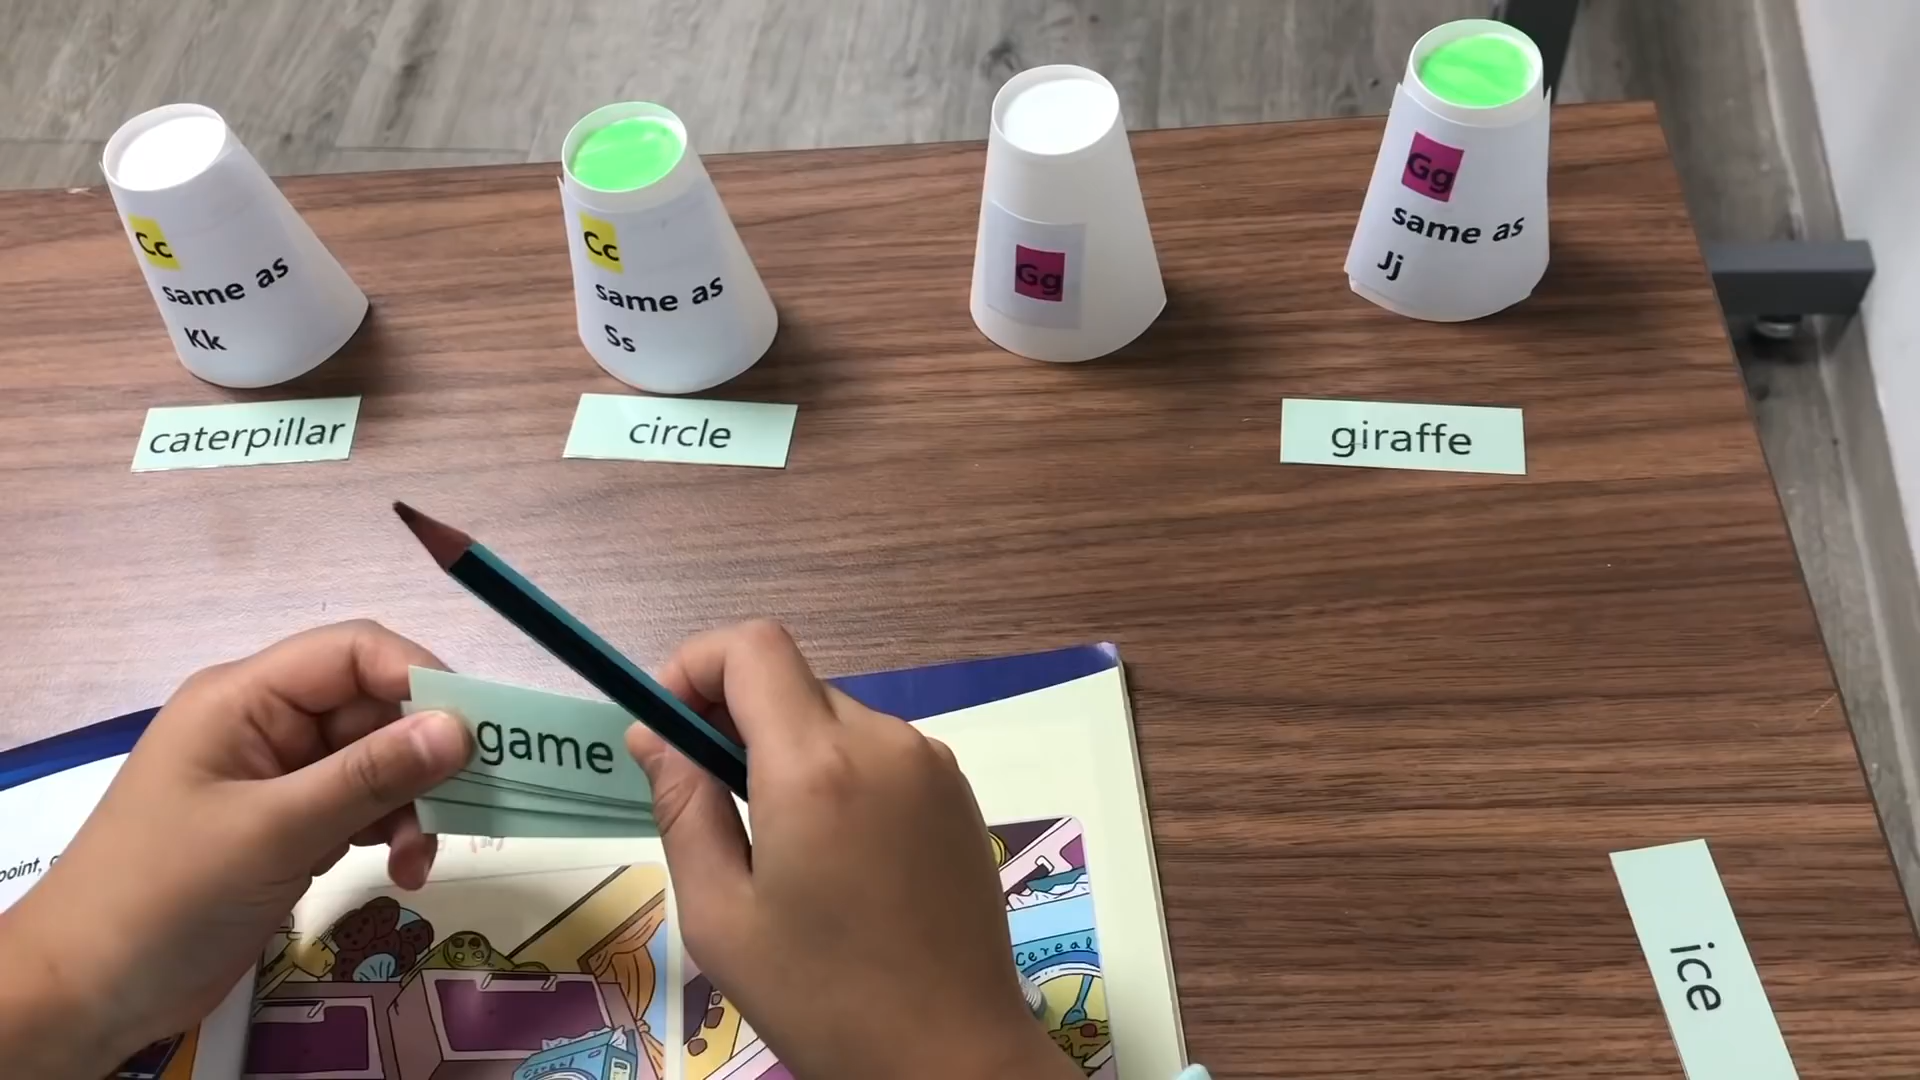 Cc
same as
Kk
Cc
same as
Ss
Gg
Gg
same as
Jj
caterpillar
circle
giraffe
game
point,
Cereal
Cereal
ice